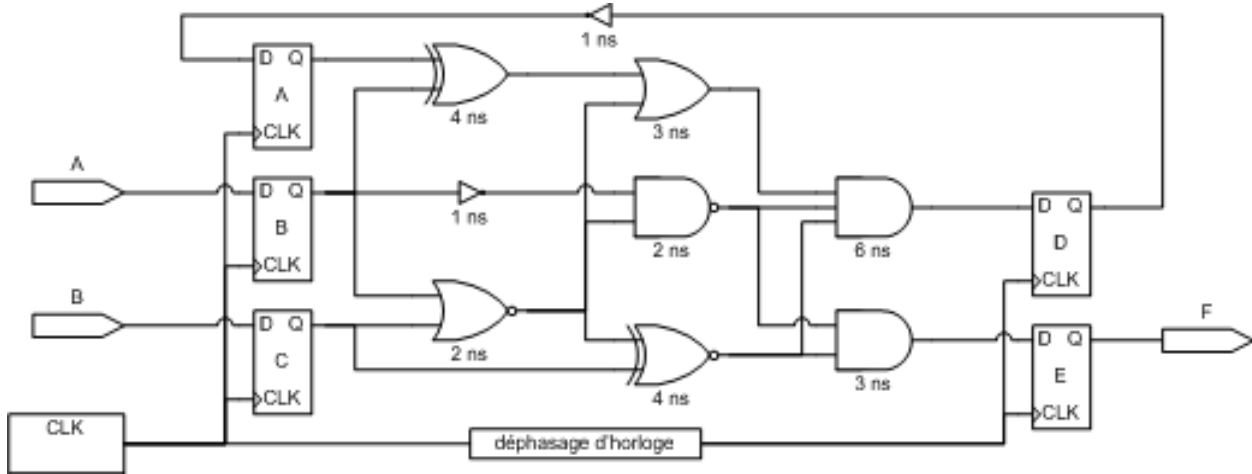 1 ns
D Q
A
CLK
4 ns
3 ns
A
D Q
B
CLK
1 ns
2 ns
6 ns
D Q
D
CLK
B
D Q
C
CLK
2 ns
4 ns
3 ns
D Q
E
CLK
F
CLK
déphasage d'horloge